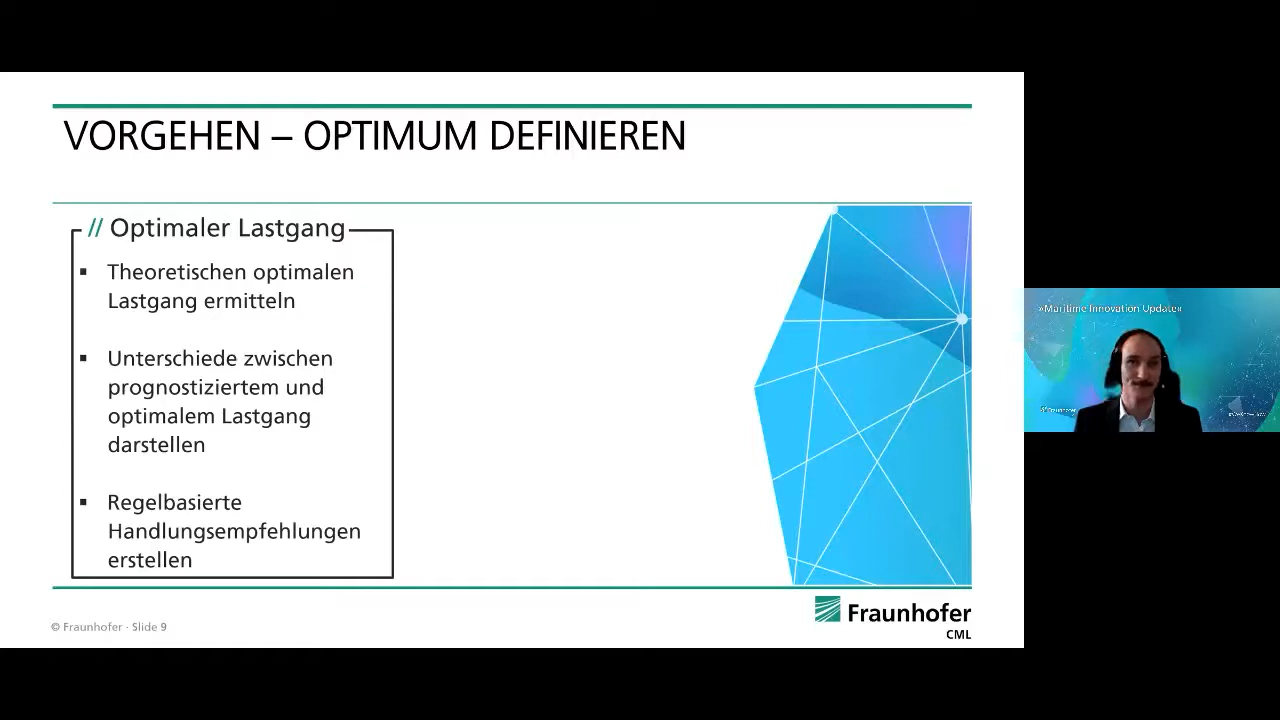 VORGEHEN – OPTIMUM DEFINIEREN
// Optimaler Lastgang
▪ Theoretischen optimalen
Lastgang ermitteln
▪ Unterschiede zwischen
prognostiziertem und
optimalem Lastgang
darstellen
▪ Regelbasierte
Handlungsempfehlungen
erstellen
© Fraunhofer · Slide 9
Fraunhofer
CML
»Maritime Innovation Update«
Fraunhofer